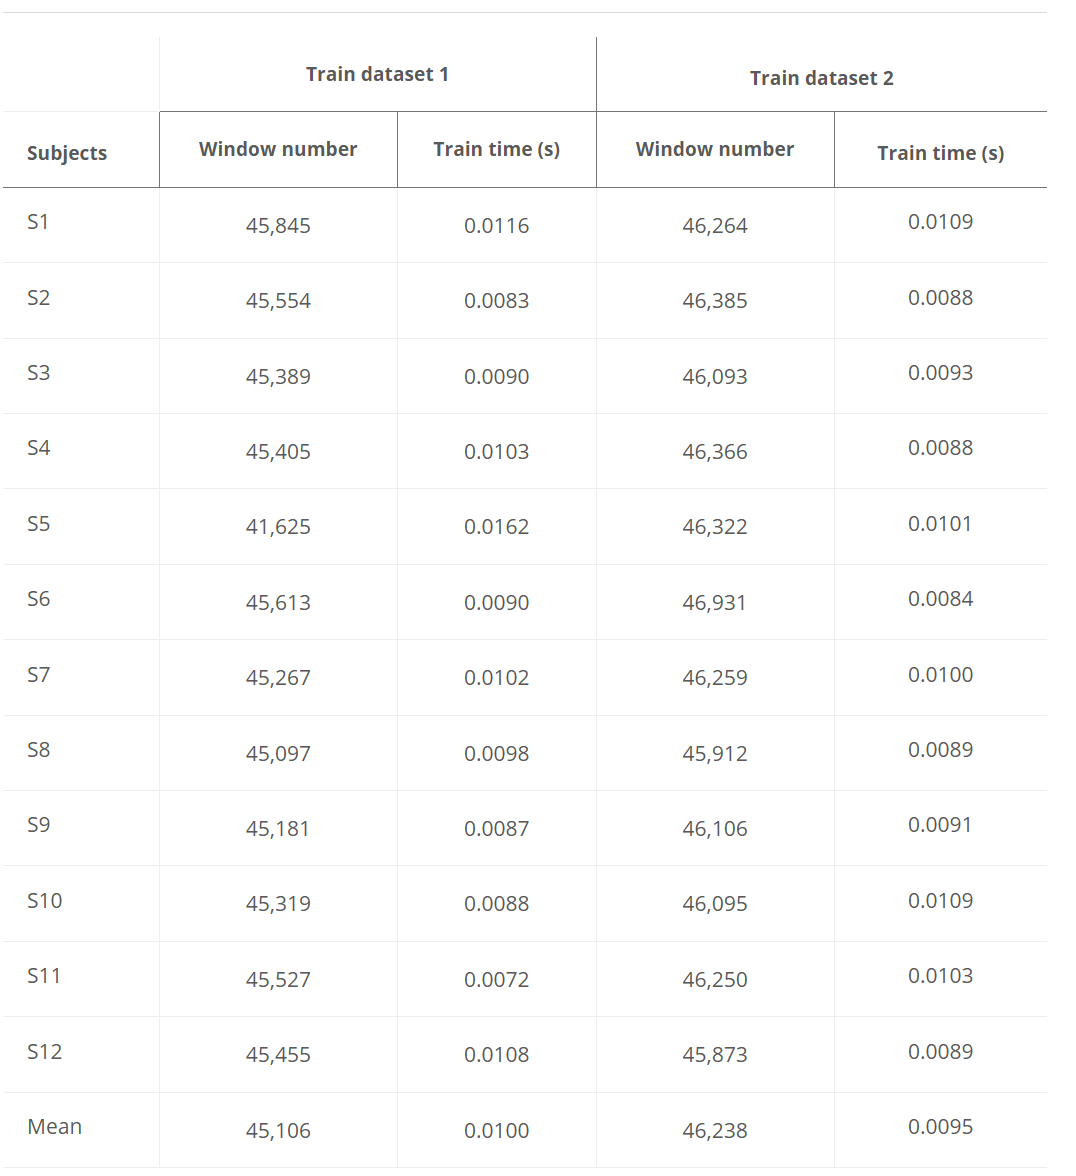 Train dataset 1 Train dataset 2
Subjects Window number Train time (s) Window number Train time (s)
S1 45,845 0.0116 46,264 0.0109
S2 45,554 0.0083 46,385 0.0088
S3 45,389 0.0090 46,093 0.0093
S4 45,405 0.0103 46,366 0.0088
S5 41,625 0.0162 46,322 0.0101
S6 45,613 0.0090 46,931 0.0084
S7 45,267 0.0102 46,259 0.0100
S8 45,097 0.0098 45,912 0.0089
S9 45,181 0.0087 46,106 0.0091
S10 45,319 0.0088 46,095 0.0109
S11 45,527 0.0072 46,250 0.0103
S12 45,455 0.0108 45,873 0.0089
Mean 45,106 0.0100 46,238 0.0095